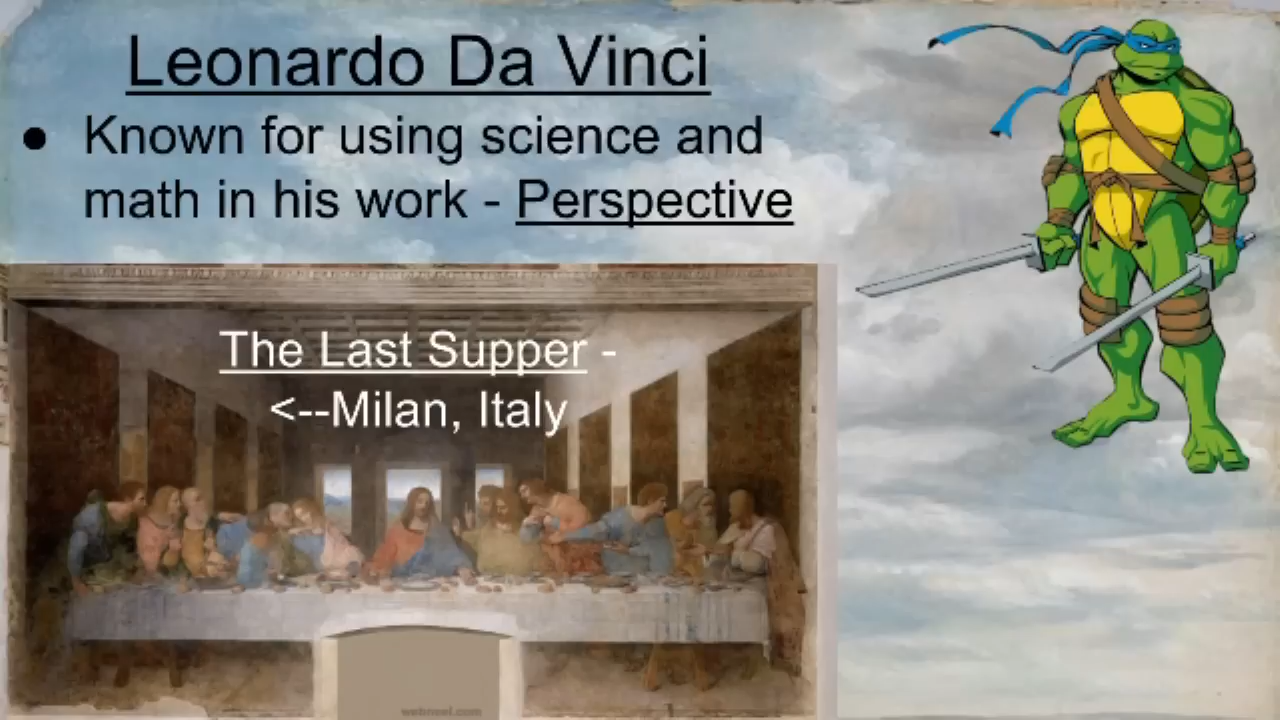 Leonardo Da Vinci
● Known for using science and
math in his work - Perspective
The Last Supper -
<--Milan, Italy